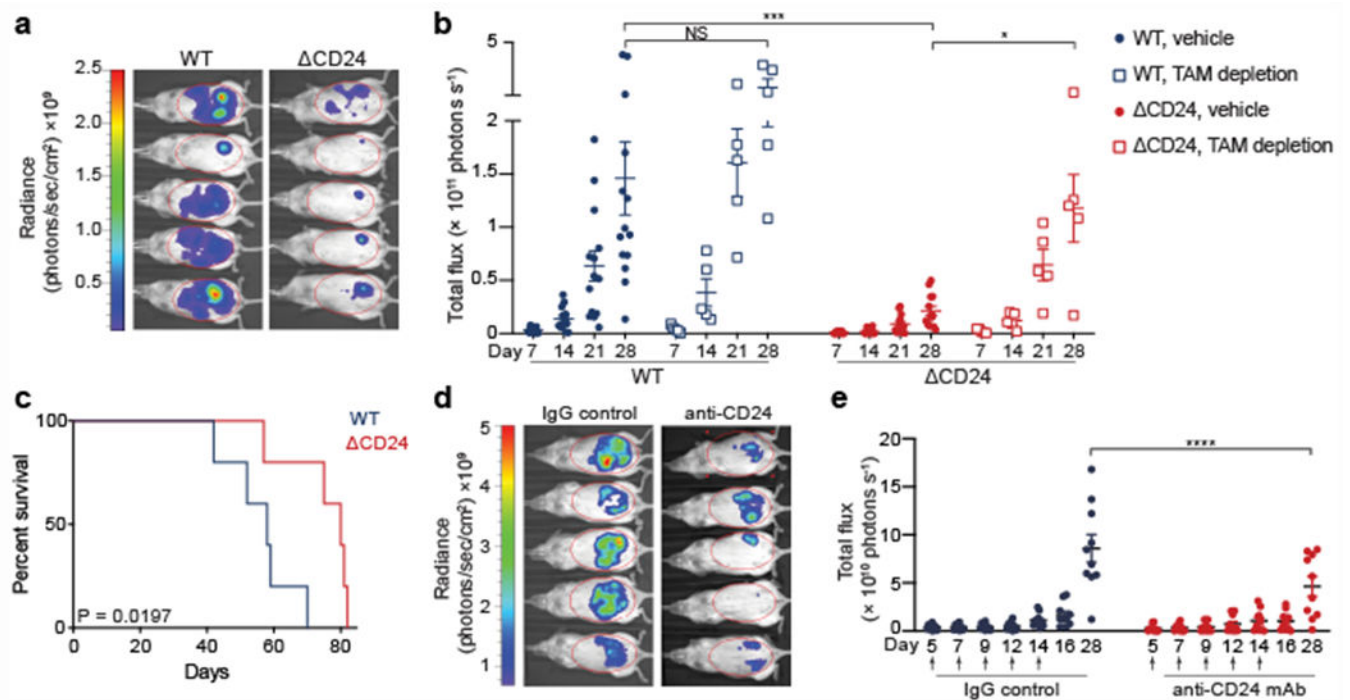 a
WT
ΔCD24
Radiance
(photons/sec/cm²) ×10⁹
2.5
2.0
1.5
1.0
0.5
b
***
NS
*
Total flux (× 10¹¹ photons s⁻¹)
5
2
1.5
1
0.5
0
Day 7 14 21 28 7 14 21 28 7 14 21 28 7 14 21 28
WT
ΔCD24
WT, vehicle
WT, TAM depletion
ΔCD24, vehicle
ΔCD24, TAM depletion
c
Percent survival
100
50
0
WT
ΔCD24
P = 0.0197
0 20 40 60 80
Days
d
IgG control
anti-CD24
Radiance
(photons/sec/cm²) ×10⁹
5
4
3
2
1
e
****
Total flux
(× 10¹⁰ photons s⁻¹)
20
15
10
5
0
Day 5 7 9 12 14 16 28 5 7 9 12 14 16 28
↑ ↑ ↑ ↑ ↑ ↑ ↑ ↑ ↑ ↑
IgG control
anti-CD24 mAb